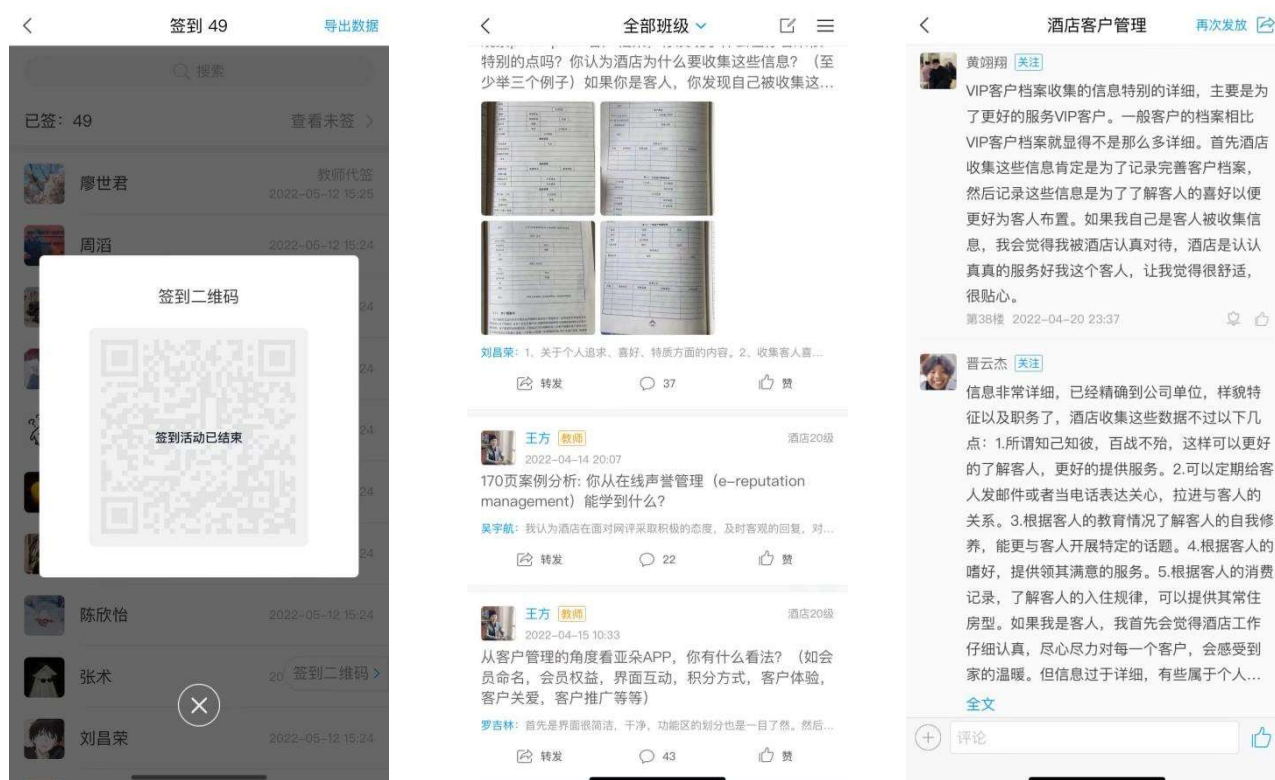 签到 49
导出数据
搜索
已签：49
查看未签
廖世君
教师代签
2022-05-12 15:25
周滔
2022-05-12 15:24
签到二维码
24
24
24
签到活动已结束
24
24
陈欣怡
2022-05-12 15:24
张术
20
签到二维码
刘昌荣
2022-05-12 15:24
全部班级
特别的点吗？你认为酒店为什么要收集这些信息？（至
少举三个例子）如果你是客人，你发现自己被收集这...
刘昌荣：1、关于个人追求、喜好、特质方面的内容。2、收集客人喜...
转发
37
赞
王方 教师
酒店20级
2022-04-14 20:07
170页案例分析: 你从在线声誉管理（e-reputation
management）能学到什么？
吴宇航：我认为酒店在面对网评采取积极的态度，及时客观的回复，对...
转发
22
赞
王方 教师
酒店20级
2022-04-15 10:33
从客户管理的角度看亚朵APP，你有什么看法？（如会
员命名，会员权益，界面互动，积分方式，客户体验，
客户关爱，客户推广等等）
罗吉林：首先是界面很简洁，干净，功能区的划分也是一目了然。然后...
转发
43
赞
酒店客户管理
再次发放
黄翊翔 关注
VIP客户档案收集的信息特别的详细，主要是为
了更好的服务VIP客户。一般客户的档案相比
VIP客户档案就显得了是那么多详细。首先酒店
收集这些信息肯定是为了记录完善客户档案，
然后记录这些信息是为了了解客人的喜好以便
更好为客人布置。如果我自己是客人被收集信
息，我会觉得我被酒店认真对待，酒店是认认
真真的服务好我这个客人，让我觉得很舒适，
很贴心。
第38楼 2022-04-20 23:37
晋云杰 关注
信息非常详细，已经精确到公司单位，样貌特
征以及职务了，酒店收集这些数据不过以下几
点：1.所谓知己知彼，百战不殆，这样可以更好
的了解客人，更好的提供服务。2.可以定期给客
人发邮件或者当电话表达关心，拉进与客人的
关系。3.根据客人的教育情况了解客人的自我修
养，能更与客人开展特定的话题。4.根据客人的
嗜好，提供领其满意的服务。5.根据客人的消费
记录，了解客人的入住规律，可以提供其常住
房型。如果我是客人，我首先会觉得酒店工作
仔细认真，尽心尽力对每一个客户，会感受到
家的温暖。但信息过于详细，有些属于个人...
全文
评论